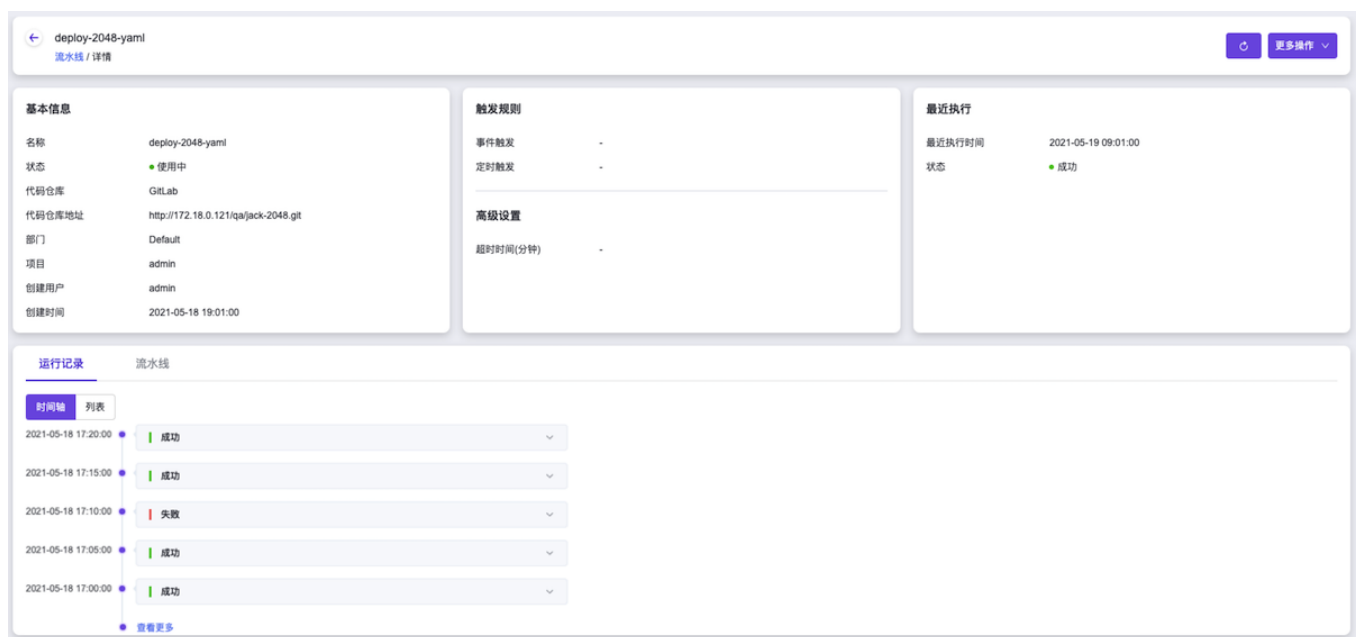 deploy-2048-yaml
流水线 / 详情
更多操作
基本信息
名称 deploy-2048-yaml
状态 使用中
代码仓库 GitLab
代码仓库地址 http://172.18.0.121/qa/jack-2048.git
部门 Default
项目 admin
创建用户 admin
创建时间 2021-05-18 19:01:00
触发规则
事件触发 -
定时触发 -
高级设置
超时时间(分钟) -
最近执行
最近执行时间 2021-05-19 09:01:00
状态 成功
运行记录 流水线
时间轴 列表
2021-05-18 17:20:00 成功
2021-05-18 17:15:00 成功
2021-05-18 17:10:00 失败
2021-05-18 17:05:00 成功
2021-05-18 17:00:00 成功
查看更多